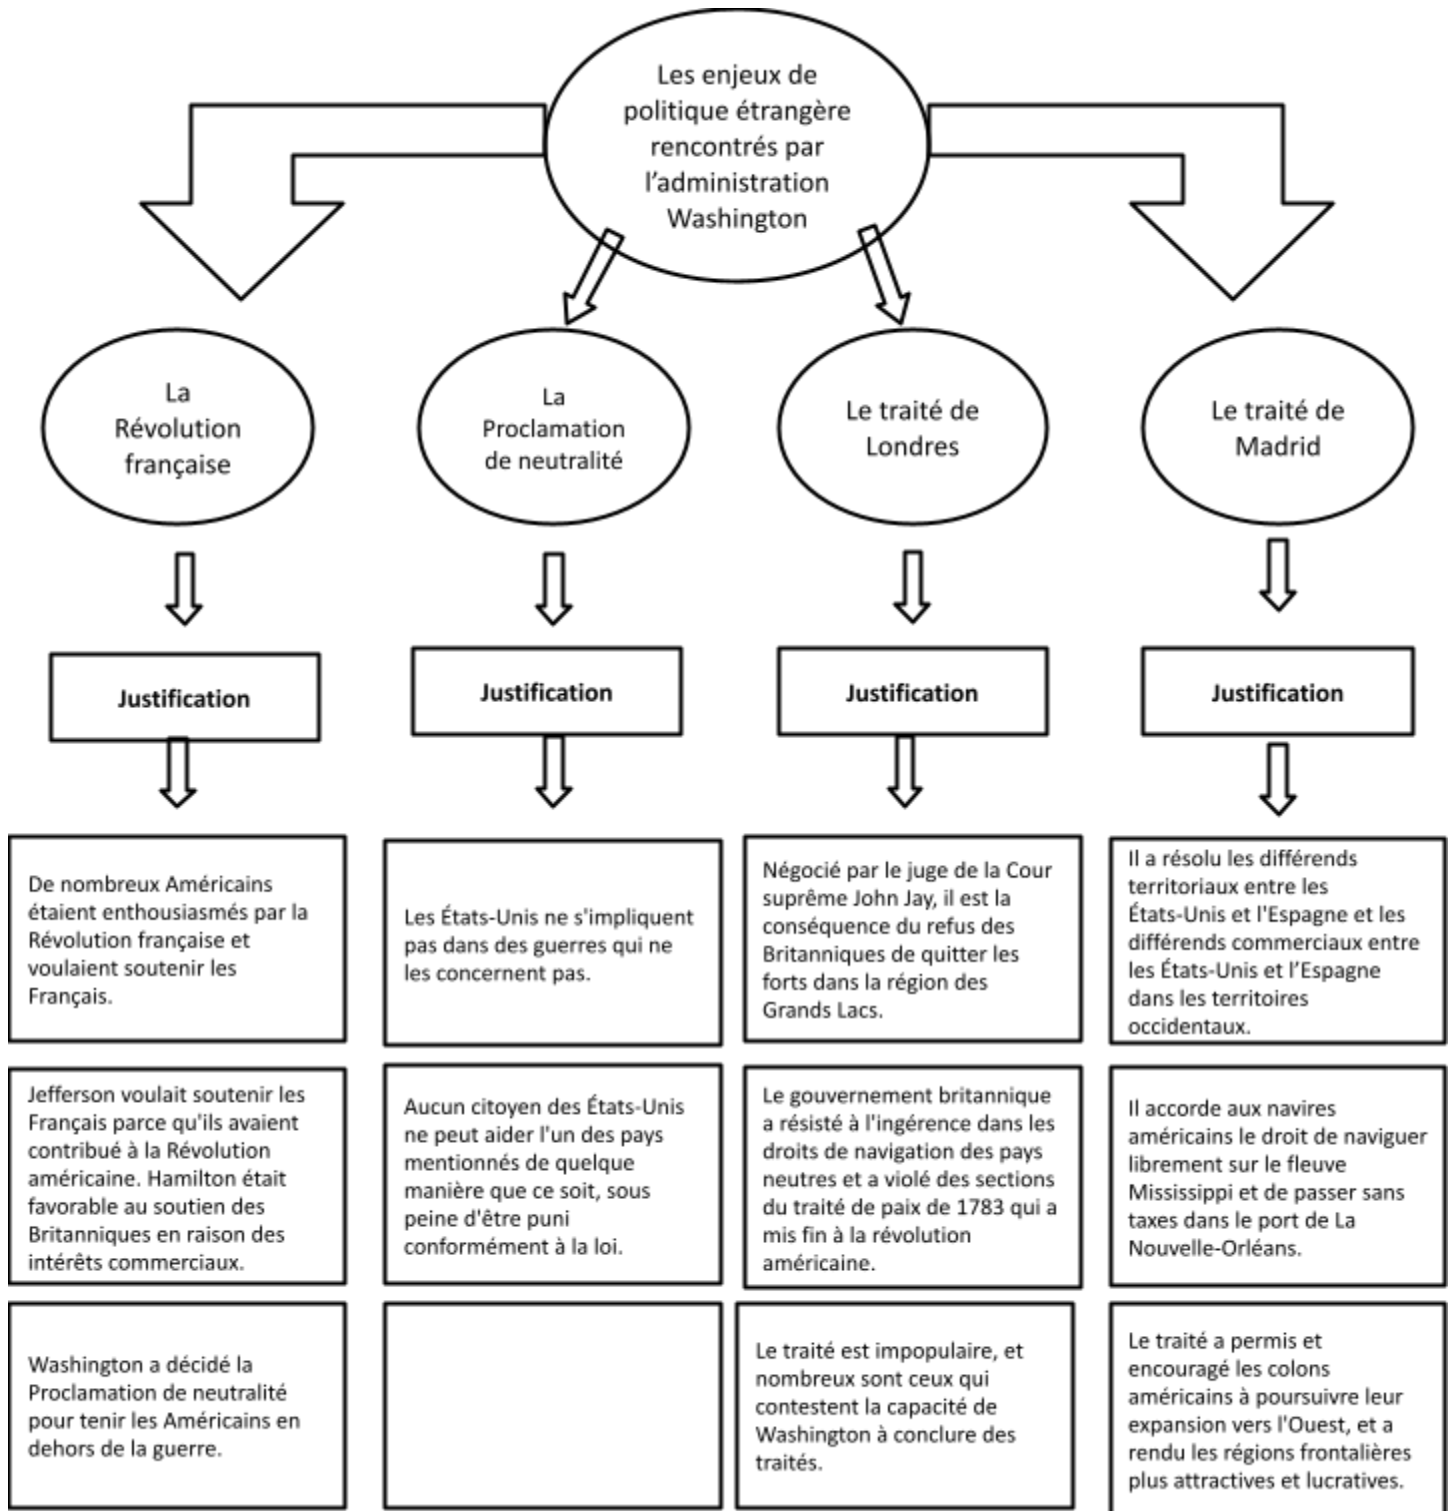 Les enjeux de
politique étrangère
rencontrés par
l’administration
Washington
La
Révolution
française
La
Proclamation
de neutralité
Le traité de
Londres
Le traité de
Madrid
Justification
Justification
Justification
Justification
De nombreux Américains
étaient enthousiasmés par la
Révolution française et
voulaient soutenir les
Français.
Les États-Unis ne s'impliquent
pas dans des guerres qui ne
les concernent pas.
Négocié par le juge de la Cour
suprême John Jay, il est la
conséquence du refus des
Britanniques de quitter les
forts dans la région des
Grands Lacs.
Il a résolu les différends
territoriaux entre les
États-Unis et l'Espagne et les
différends commerciaux entre
les États-Unis et l’Espagne
dans les territoires
occidentaux.
Jefferson voulait soutenir les
Français parce qu'ils avaient
contribué à la Révolution
américaine. Hamilton était
favorable au soutien des
Britanniques en raison des
intérêts commerciaux.
Aucun citoyen des États-Unis
ne peut aider l'un des pays
mentionnés de quelque
manière que ce soit, sous
peine d'être puni
conformément à la loi.
Le gouvernement britannique
a résisté à l'ingérence dans les
droits de navigation des pays
neutres et a violé des sections
du traité de paix de 1783 qui a
mis fin à la révolution
américaine.
Il accorde aux navires
américains le droit de naviguer
librement sur le fleuve
Mississippi et de passer sans
taxes dans le port de La
Nouvelle-Orléans.
Washington a décidé la
Proclamation de neutralité
pour tenir les Américains en
dehors de la guerre.
Le traité est impopulaire, et
nombreux sont ceux qui
contestent la capacité de
Washington à conclure des
traités.
Le traité a permis et
encouragé les colons
américains à poursuivre leur
expansion vers l'Ouest, et a
rendu les régions frontalières
plus attractives et lucratives.